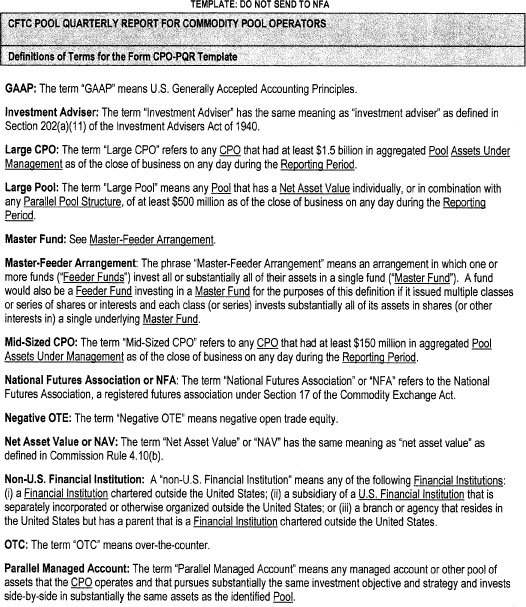 TEMPLATE: DO NOT SEND TO NFA
CFTC POOL QUARTERLY REPORT FOR COMMODITY POOL OPERATORS
Definitions of Terms for the Form CPO-PQR Template
GAAP: The term "GAAP" means U.S. Generally Accepted Accounting Principles.
Investment Adviser: The term "Investment Adviser" has the same meaning as "investment adviser" as defined in
Section 202(a)(11) of the Investment Advisers Act of 1940.
Large CPO: The term "Large CPO" refers to any CPO that had at least $1.5 billion in aggregated Pool Assets Under
Management as of the close of business on any day during the Reporting Period.
Large Pool: The term "Large Pool" means any Pool that has a Net Asset Value individually, or in combination with
any Parallel Pool Structure, of at least $500 million as of the close of business on any day during the Reporting
Period.
Master Fund: See Master-Feeder Arrangement.
Master-Feeder Arrangement: The phrase "Master-Feeder Arrangement" means an arrangement in which one or
more funds ("Feeder Funds") invest all or substantially all of their assets in a single fund ("Master Fund"). A fund
would also be a Feeder Fund investing in a Master Fund for the purposes of this definition if it issued multiple classes
or series of shares or interests and each class (or series) invests substantially all of its assets in shares (or other
interests in) a single underlying Master Fund.
Mid-Sized CPO: The term "Mid-Sized CPO" refers to any CPO that had at least $150 million in aggregated Pool
Assets Under Management as of the close of business on any day during the Reporting Period.
National Futures Association or NFA: The term "National Futures Association" or "NFA" refers to the National
Futures Association, a registered futures association under Section 17 of the Commodity Exchange Act.
Negative OTE: The term "Negative OTE" means negative open trade equity.
Net Asset Value or NAV: The term "Net Asset Value" or "NAV" has the same meaning as "net asset value" as
defined in Commission Rule 4.10(b).
Non-U.S. Financial Institution: A "non-U.S. Financial Institution" means any of the following Financial Institutions:
(i) a Financial Institution chartered outside the United States; (ii) a subsidiary of a U.S. Financial Institution that is
separately incorporated or otherwise organized outside the United States; or (iii) a branch or agency that resides in
the United States but has a parent that is a Financial Institution chartered outside the United States.
OTC: The term "OTC" means over-the-counter.
Parallel Managed Account: The term "Parallel Managed Account" means any managed account or other pool of
assets that the CPO operates and that pursues substantially the same investment objective and strategy and invests
side-by-side in substantially the same assets as the identified Pool.